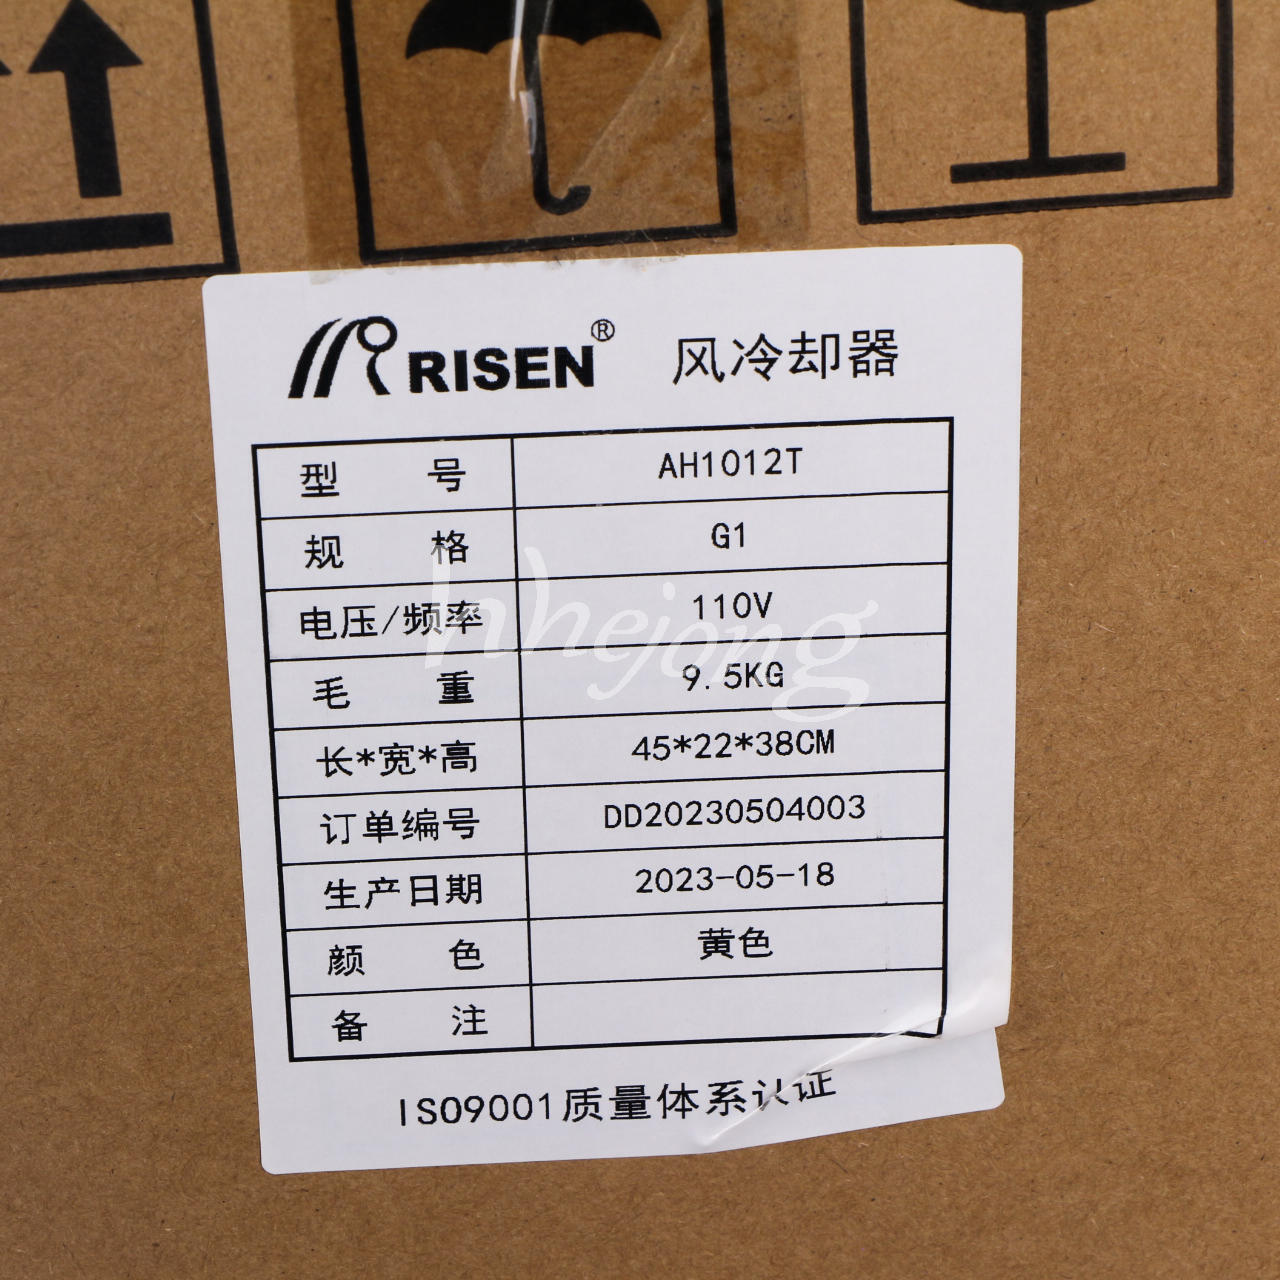 RISEN® 风冷却器
型 号 AH1012T
规 格 G1
电压/频率 110V
毛 重 9.5KG
长*宽*高 45*22*38CM
订单编号 DD20230504003
生产日期 2023-05-18
颜 色 黄色
备 注
ISO9001质量体系认证
hhejong